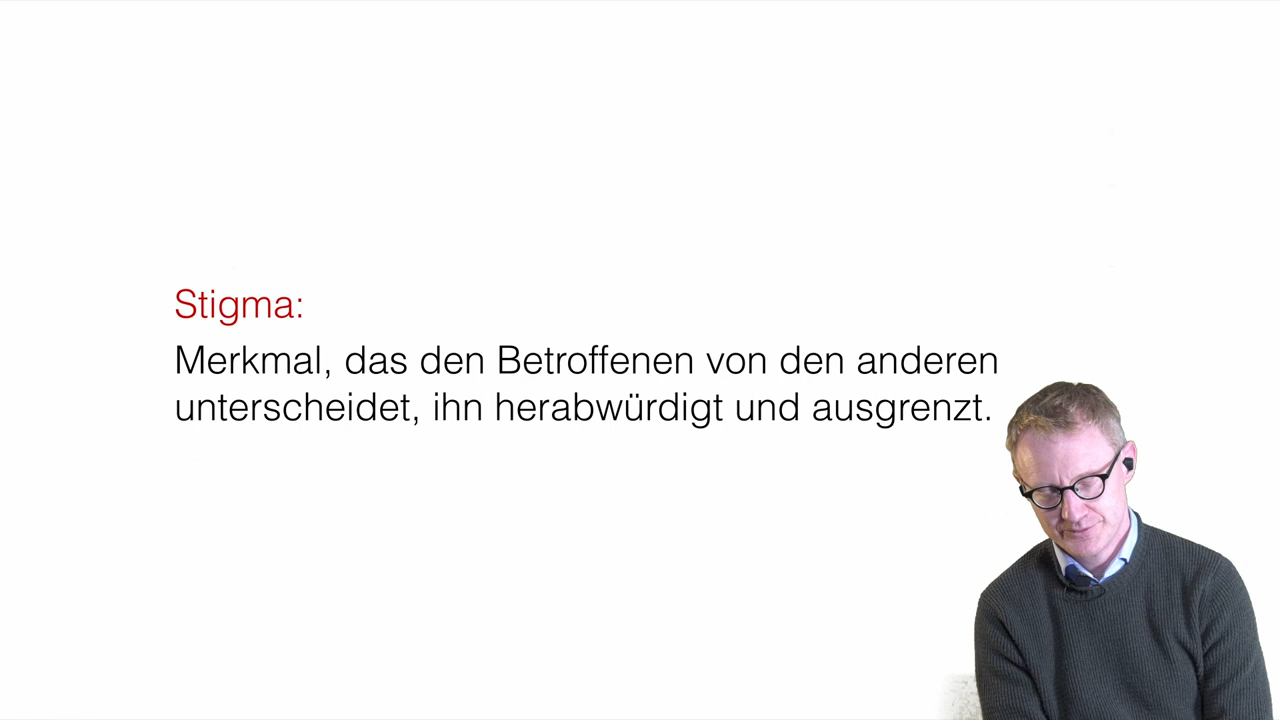 Stigma:
Merkmal, das den Betroffenen von den anderen
unterscheidet, ihn herabwürdigt und ausgrenzt.